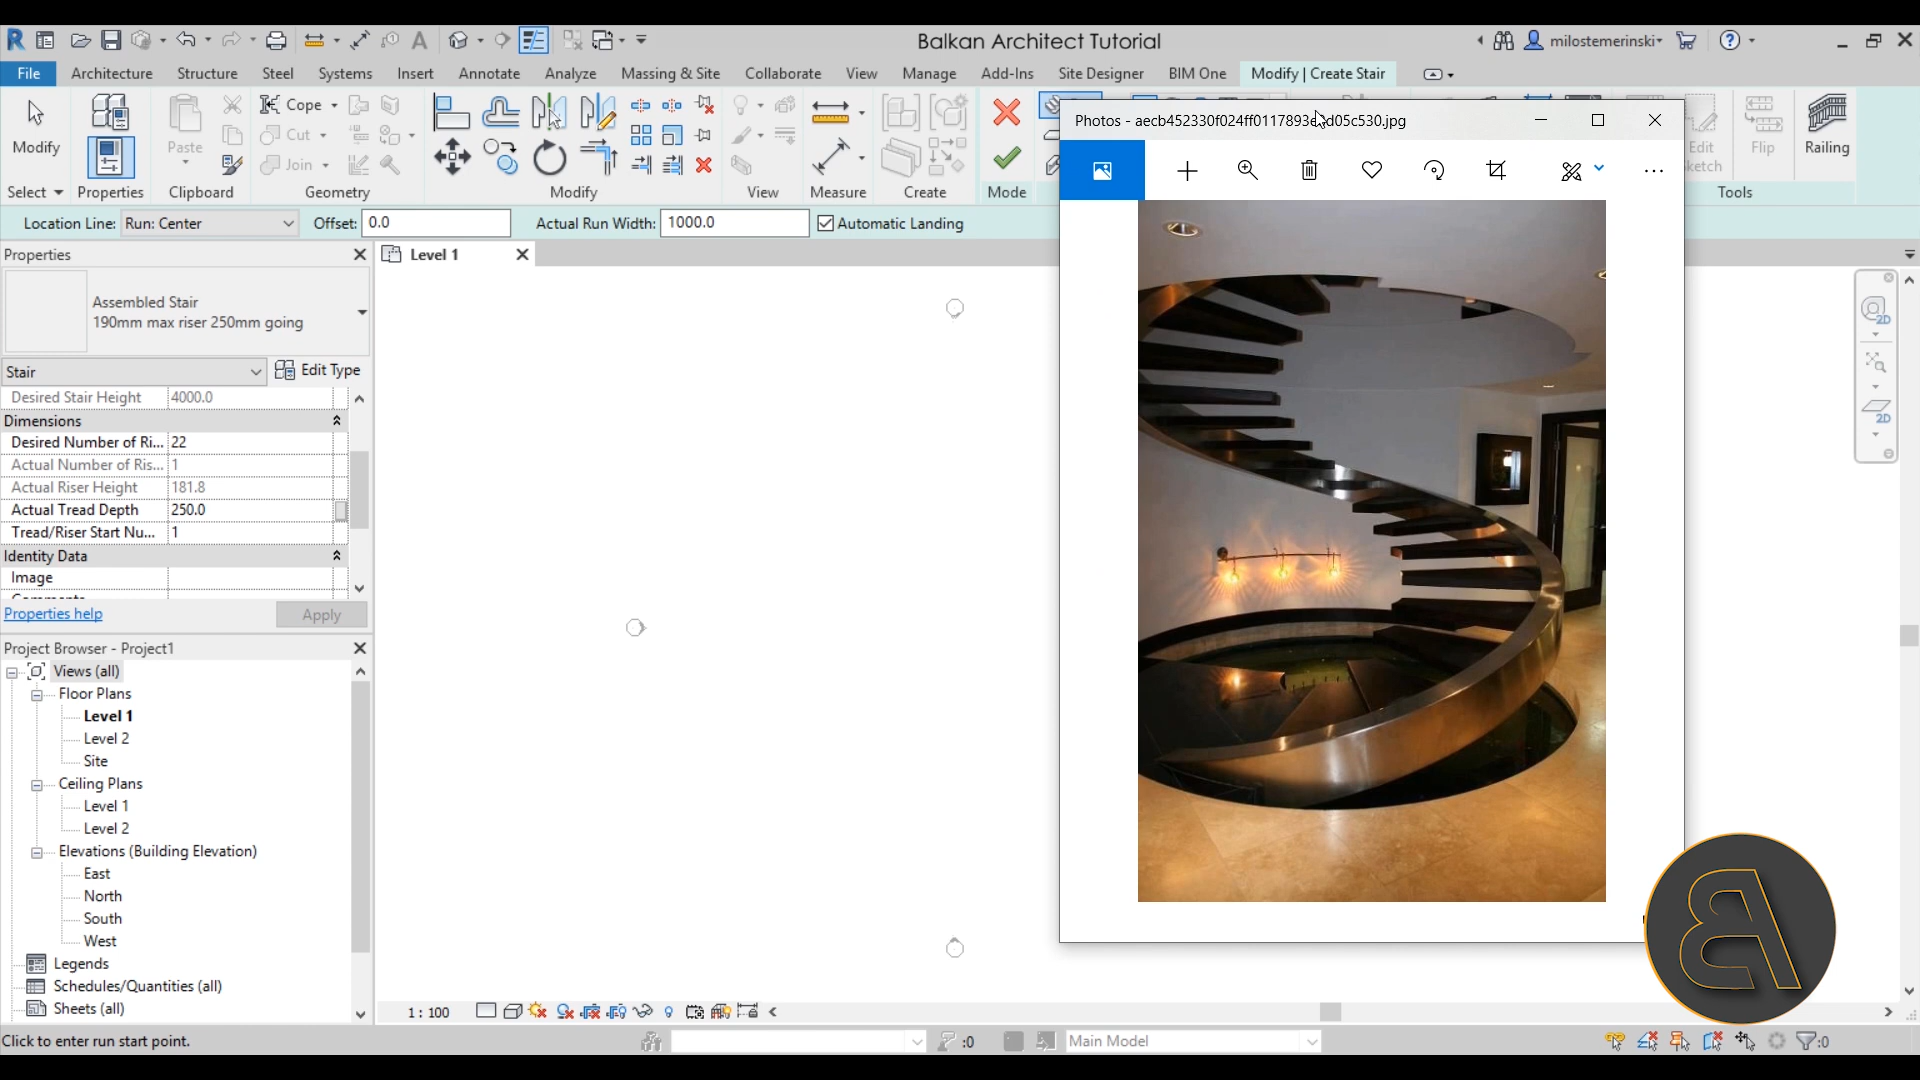 Balkan Architect Tutorial
milostemerinski
File Architecture Structure Steel Systems Insert Annotate Analyze Massing & Site Collaborate View Manage Add-Ins Site Designer BIM One Modify | Create Stair
Modify
Paste
Cope
Cut
Join
Edit
Flip
Railing
Select Properties Clipboard Geometry Modify View Measure Create Mode Tools
Location Line: Run: Center Offset: 0.0 Actual Run Width: 1000.0 Automatic Landing
Photos - aecb452330f024ff0117893e
d05c530.jpg
Properties
Level 1
Assembled Stair
190mm max riser 250mm going
Stair Edit Type
Desired Stair Height 4000.0
Dimensions
Desired Number of Ri... 22
Actual Number of Ris... 1
Actual Riser Height 181.8
Actual Tread Depth 250.0
Tread/Riser Start Nu... 1
Identity Data
Image
Properties help Apply
Project Browser - Project1
Views (all)
Floor Plans
Level 1
Level 2
Site
Ceiling Plans
Level 1
Level 2
Elevations (Building Elevation)
East
North
South
West
Legends
Schedules/Quantities (all)
Sheets (all)
1 : 100
2D
2D
Click to enter run start point. :0 Main Model :0